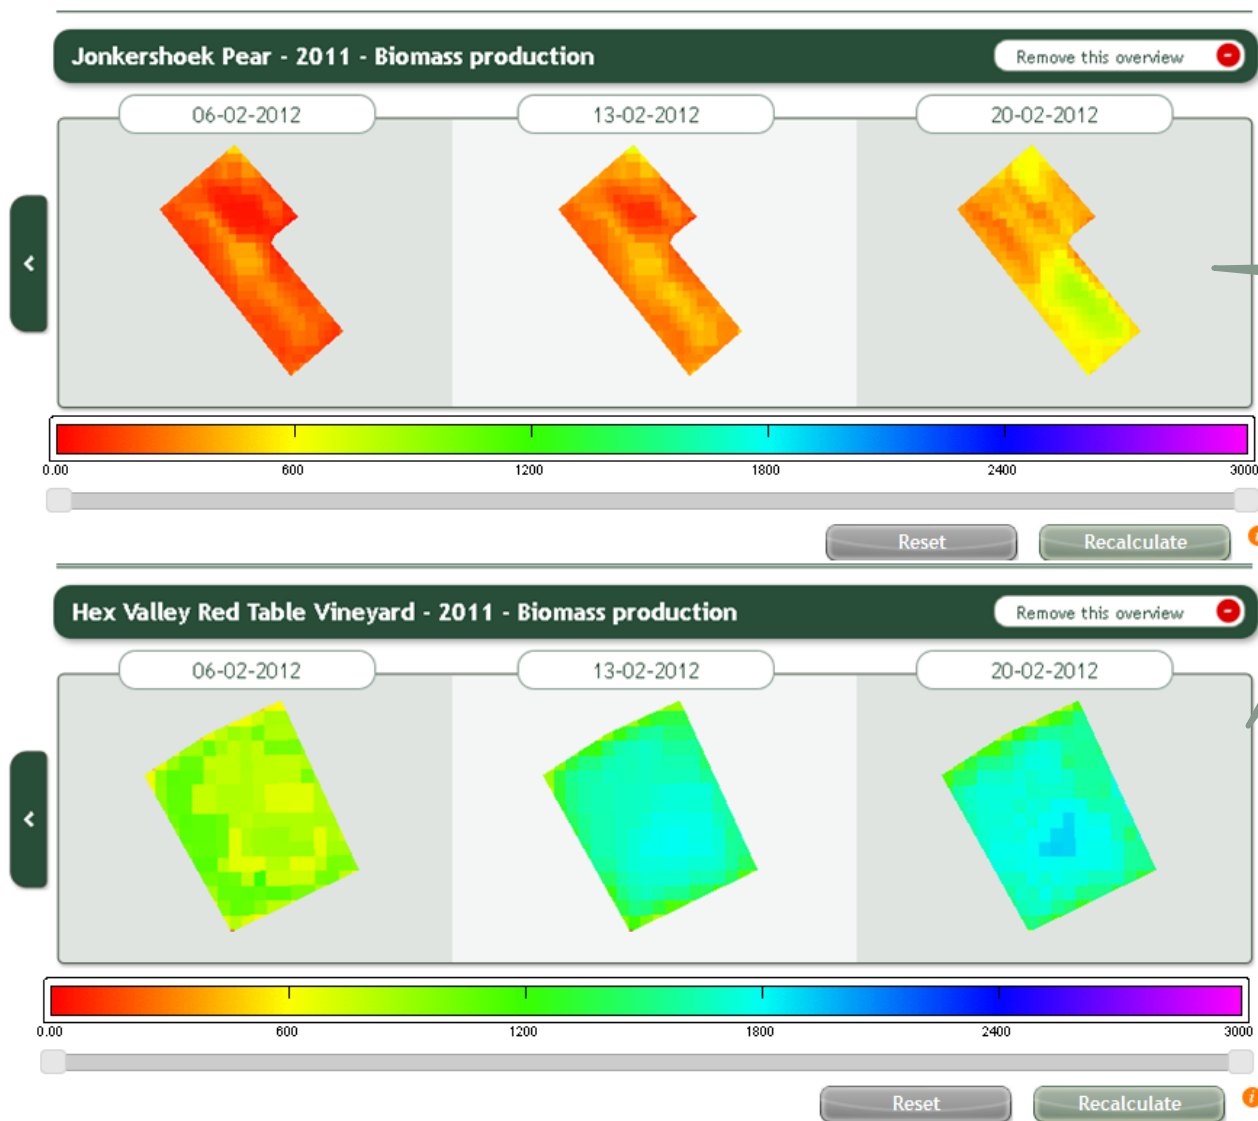 Jonkershoek Pear - 2011 - Biomass production
Remove this overview
06-02-2012 13-02-2012 20-02-2012
0.00 600 1200 1800 2400 3000
Reset Recalculate
Hex Valley Red Table Vineyard - 2011 - Biomass production
Remove this overview
06-02-2012 13-02-2012 20-02-2012
0.00 600 1200 1800 2400 3000
Reset Recalculate i